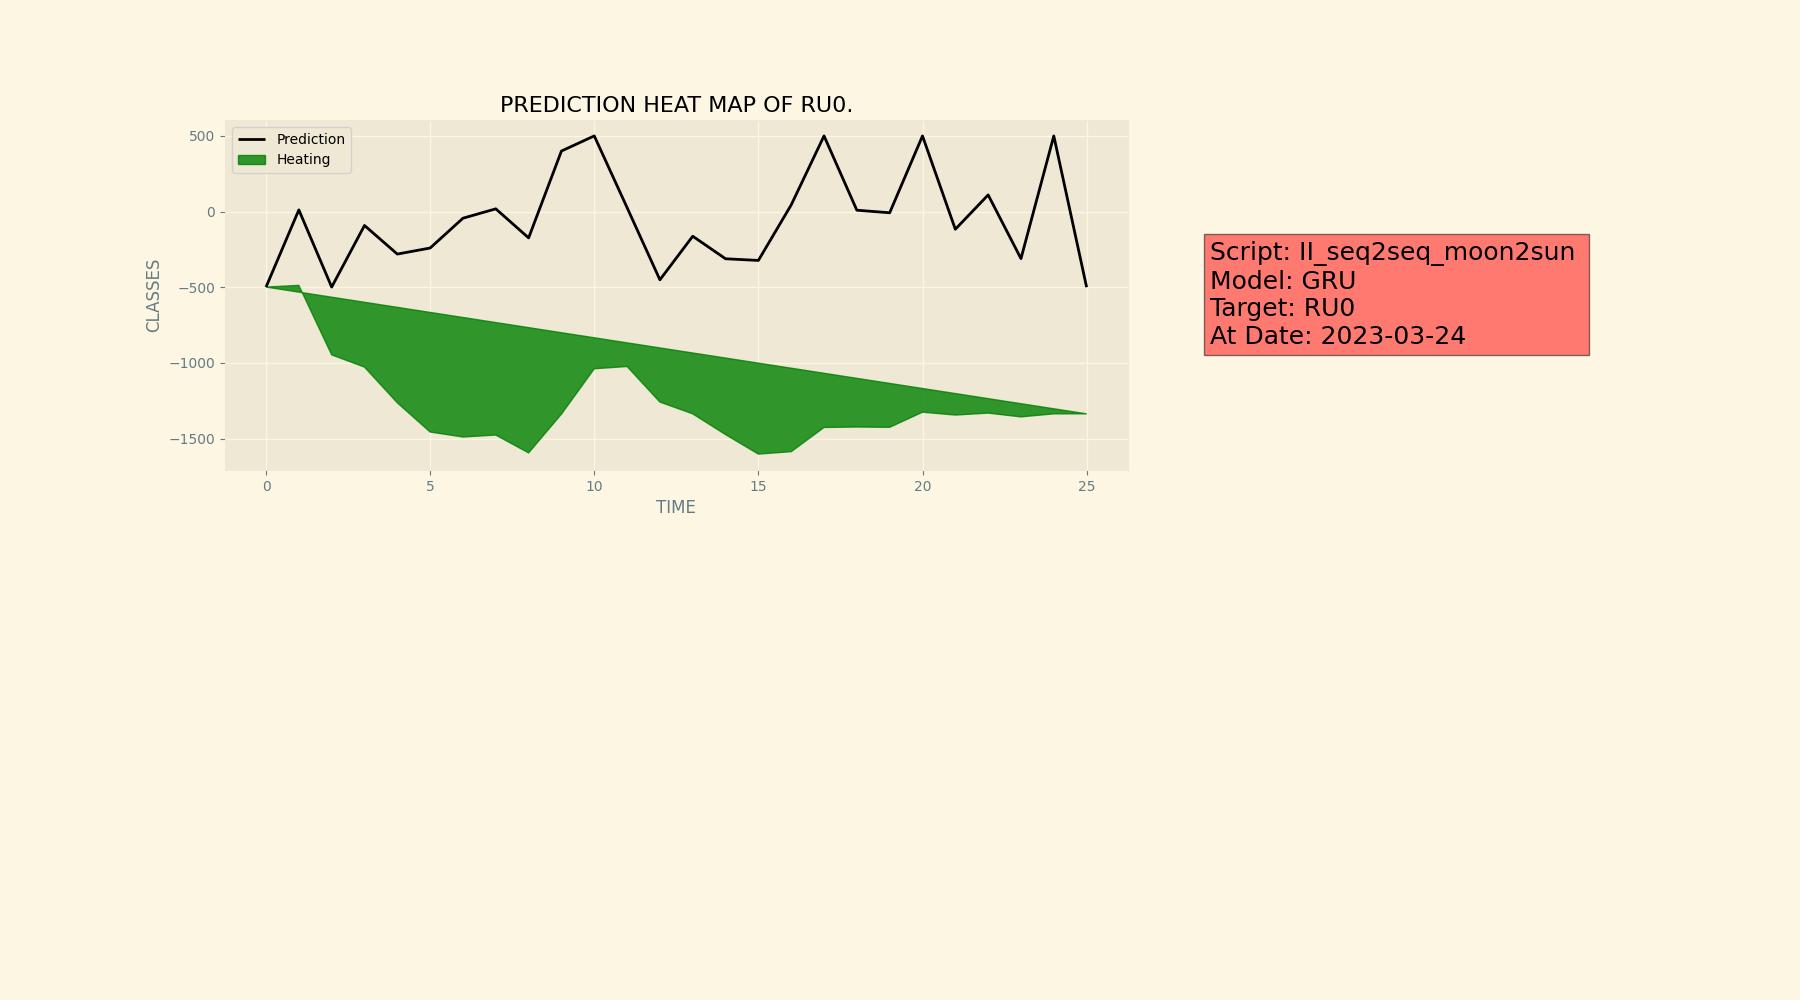 PREDICTION HEAT MAP OF RU0.
Prediction
Heating
500
0
−500
−1000
−1500
CLASSES
0 5 10 15 20 25
TIME
Script: II_seq2seq_moon2sun
Model: GRU
Target: RU0
At Date: 2023-03-24